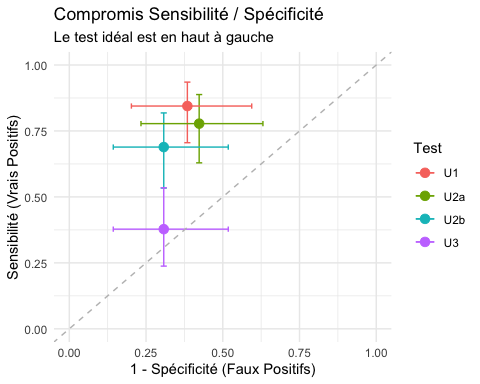 Compromis Sensibilité / Spécificité
Le test idéal est en haut à gauche
Sensibilité (Vrais Positifs)
1.00
0.75
0.50
0.25
0.00
0.00 0.25 0.50 0.75 1.00
1 - Spécificité (Faux Positifs)
Test
U1
U2a
U2b
U3